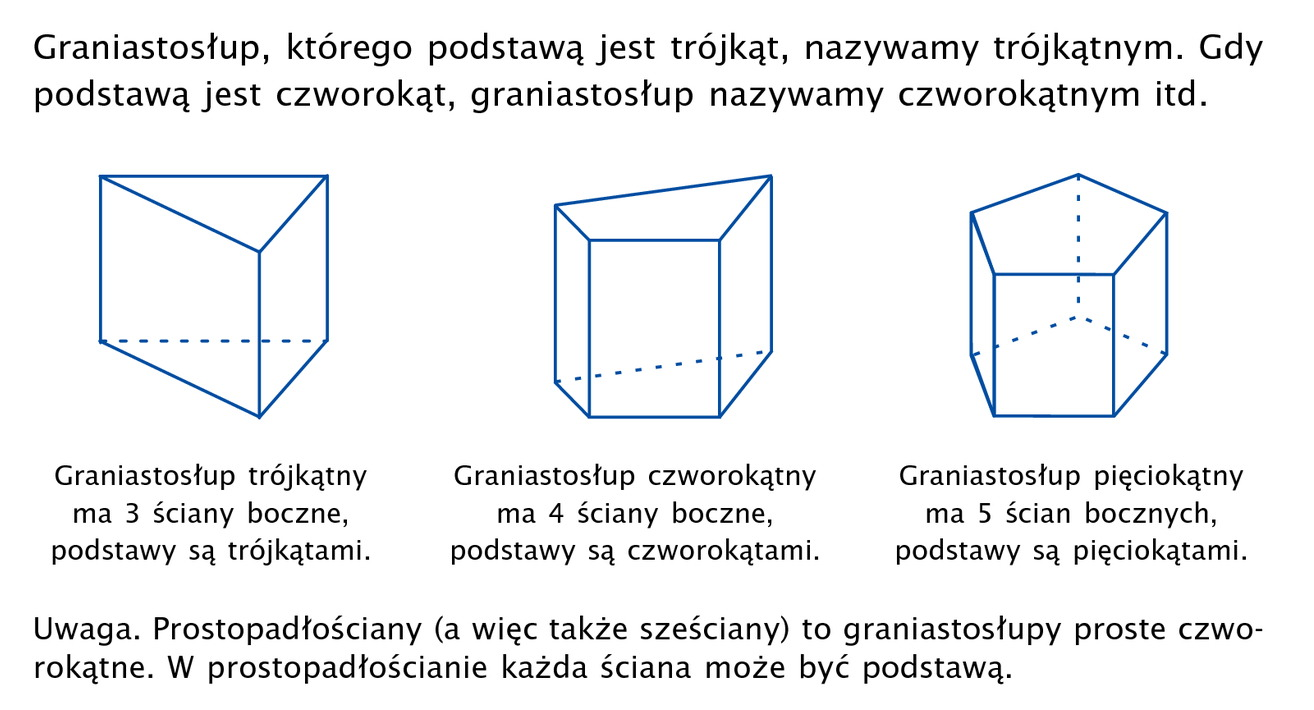 Graniastosłup, którego podstawą jest trójkąt, nazywamy trójkątnym. Gdy
podstawą jest czworokąt, graniastosłup nazywamy czworokątnym itd.
Graniastosłup trójkątny
ma 3 ściany boczne,
podstawy są trójkątami.
Graniastosłup czworokątny
ma 4 ściany boczne,
podstawy są czworokątami.
Graniastosłup pięciokątny
ma 5 ścian bocznych,
podstawy są pięciokątami.
Uwaga. Prostopadłościany (a więc także sześciany) to graniastosłupy proste czwo-
rokątne. W prostopadłościanie każda ściana może być podstawą.